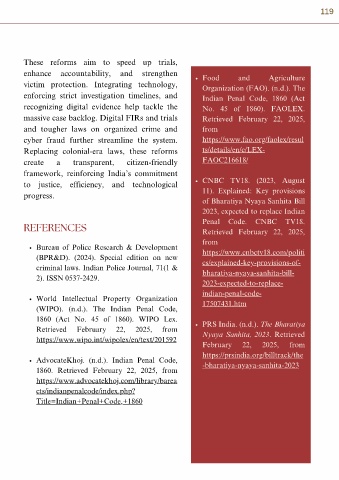 119
These reforms aim to speed up trials,
enhance accountability, and strengthen
victim protection. Integrating technology,
enforcing strict investigation timelines, and
recognizing digital evidence help tackle the
massive case backlog. Digital FIRs and trials
and tougher laws on organized crime and
cyber fraud further streamline the system.
Replacing colonial-era laws, these reforms
create a transparent, citizen-friendly
framework, reinforcing India's commitment
to justice, efficiency, and technological
progress.
REFERENCES
• Bureau of Police Research & Development
(BPR&D). (2024). Special edition on new
criminal laws. Indian Police Journal, 71(1 &
2). ISSN 0537-2429.
• World Intellectual Property Organization
(WIPO). (n.d.). The Indian Penal Code,
1860 (Act No. 45 of 1860). WIPO Lex.
Retrieved February 22, 2025, from
https://www.wipo.int/wipolex/en/text/201592
• AdvocateKhoj. (n.d.). Indian Penal Code,
1860. Retrieved February 22, 2025, from
https://www.advocatekhoj.com/library/barea
cts/indianpenalcode/index.php?
Title=Indian+Penal+Code,+1860
• Food and Agriculture
Organization (FAO). (n.d.). The
Indian Penal Code, 1860 (Act
No. 45 of 1860). FAOLEX.
Retrieved February 22, 2025,
from
https://www.fao.org/faolex/resul
ts/details/en/c/LEX-
FAOC216618/
• CNBC TV18. (2023, August
11). Explained: Key provisions
of Bharatiya Nyaya Sanhita Bill
2023, expected to replace Indian
Penal Code. CNBC TV18.
Retrieved February 22, 2025,
from
https://www.cnbctv18.com/politi
cs/explained-key-provisions-of-
bharatiya-nyaya-sanhita-bill-
2023-expected-to-replace-
indian-penal-code-
17507431.htm
• PRS India. (n.d.). The Bharatiya
Nyaya Sanhita, 2023. Retrieved
February 22, 2025, from
https://prsindia.org/billtrack/the
-bharatiya-nyaya-sanhita-2023